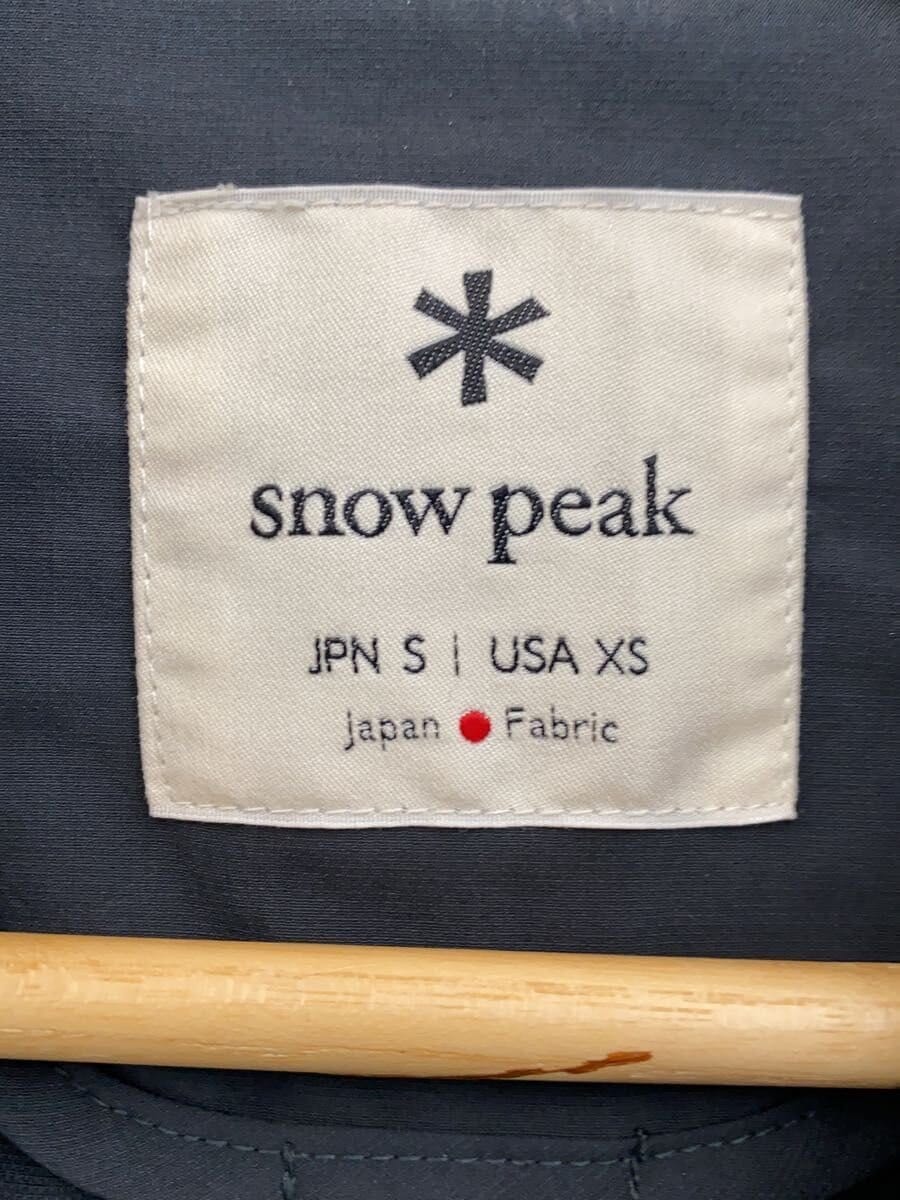 snow peak
JPN S | USA XS
Japan ● Fabric